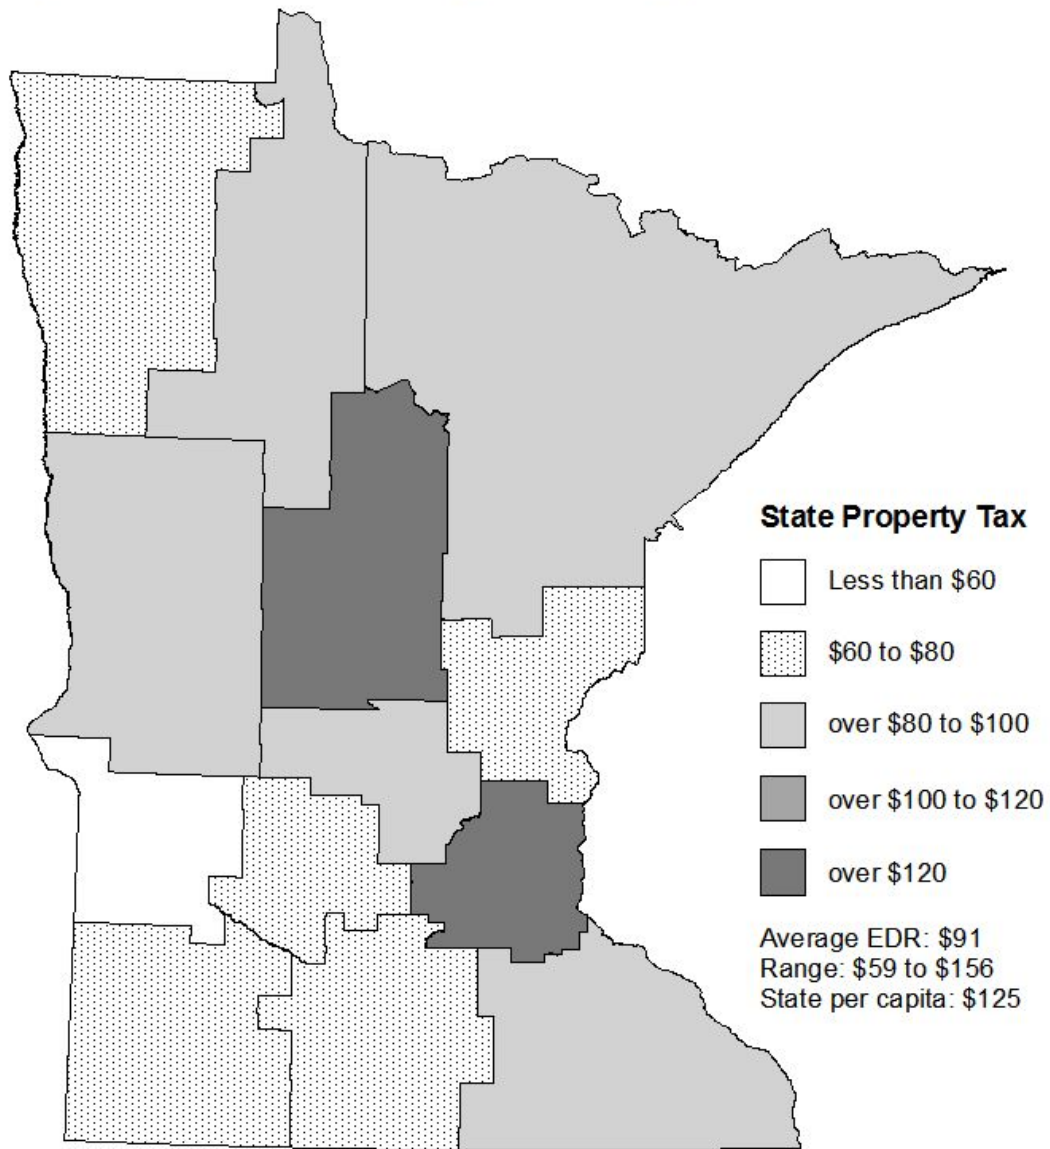 State Property Tax
Less than $60
$60 to $80
over $80 to $100
over $100 to $120
over $120
Average EDR: $91
Range: $59 to $156
State per capita: $125